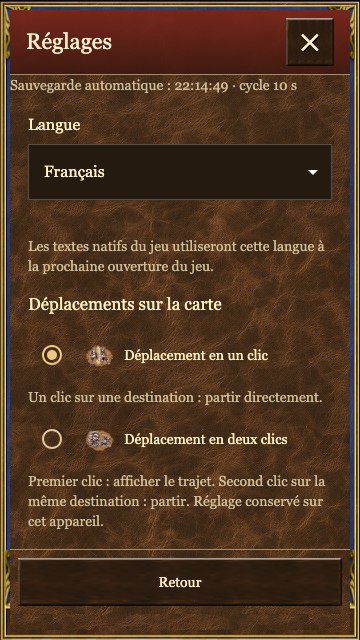 Réglages
Sauvegarde automatique : 22:14:49 · cycle 10 s
Langue
Français
Les textes natifs du jeu utiliseront cette langue à
la prochaine ouverture du jeu.
Déplacements sur la carte
Déplacement en un clic
Un clic sur une destination : partir directement.
Déplacement en deux clics
Premier clic : afficher le trajet. Second clic sur la
même destination : partir. Réglage conservé sur
cet appareil.
Retour